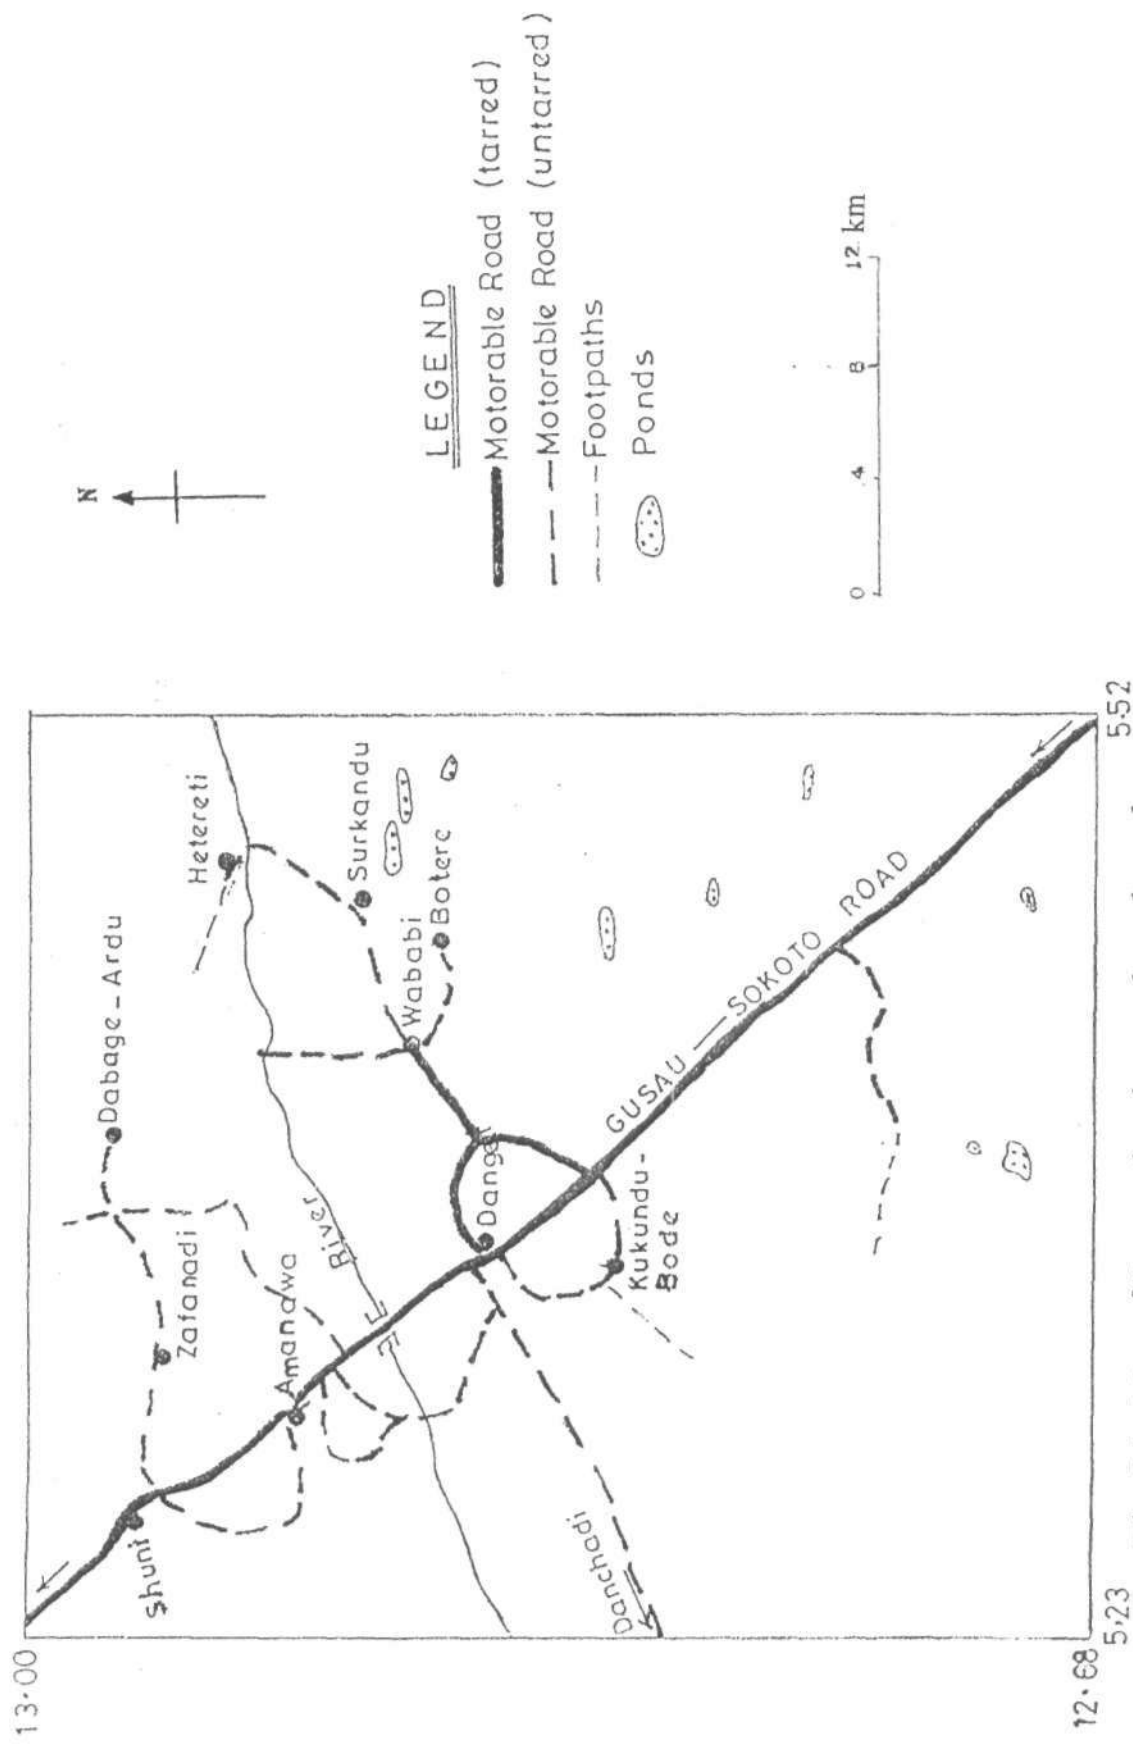 13.00
12.68
5.23
5.52
Shuni
Zafanadi
Dabage-Ardu
Hetereti
Amanawa
River
Surkandu
Wababi
Botere
Danchadi
Kukundu-
Bode
GUSAU — SOKOTO ROAD
N
LEGEND
Motorable Road (tarred)
Motorable Road (untarred)
Footpaths
Ponds
0 4 8 12 km